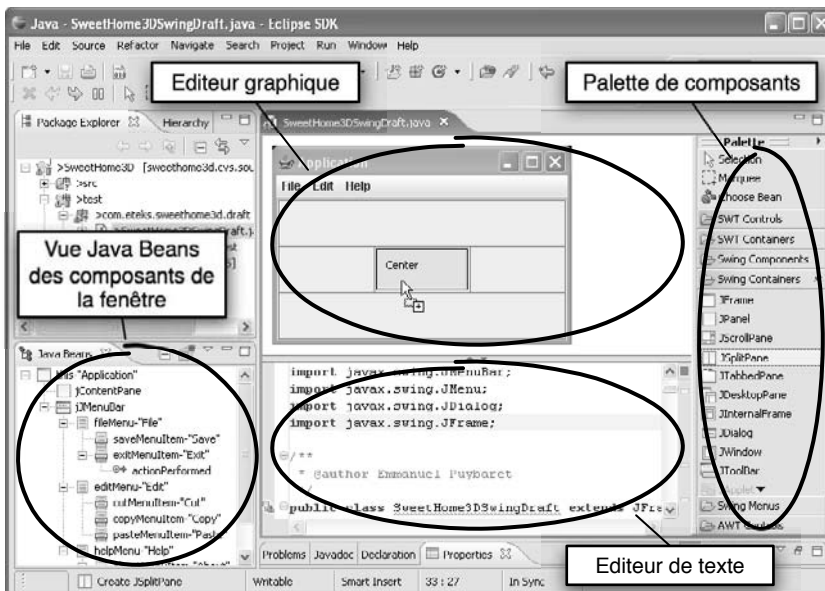 Java - SweetHome3DSwingDraft.java - Eclipse SDK
File Edit Source Refactor Navigate Search Project Run Window Help
Editeur graphique
Palette de composants
Package Explorer
Hierarchy
SweetHome3DSwingDraft.java
>SweetHome3D [sweethome3d.cvs.sou
>src
>test
>com.eteks.sweethome3d.draft
Vue Java Beans
des composants de
la fenêtre
Application
File Edit Help
Center
Palette
Selection
Marquee
Choose Bean
SWT Controls
SWT Containers
Swing Components
Swing Containers
JFrame
JPanel
JScrollPane
JSplitPane
JTabbedPane
JDesktopPane
JInternalFrame
JDialog
JWindow
JToolBar
Swing Menus
AWT Controls
Java Beans
this "Application"
jContentPane
jJMenuBar
fileMenu-"File"
saveMenuItem-"Save"
exitMenuItem-"Exit"
actionPerformed
editMenu-"Edit"
cutMenuItem-"Cut"
copyMenuItem-"Copy"
pasteMenuItem-"Paste"
helpMenu "Help"
import javax.swing.JMenuBar;
import javax.swing.JMenu;
import javax.swing.JDialog;
import javax.swing.JFrame;
/**
* @author Emmanuel Puybaret
public class SweetHome3DSwingDraft extends JFra
Editeur de texte
Problems Javadoc Declaration Properties
Create JSplitPane
Writable
Smart Insert
33 : 27
In Sync